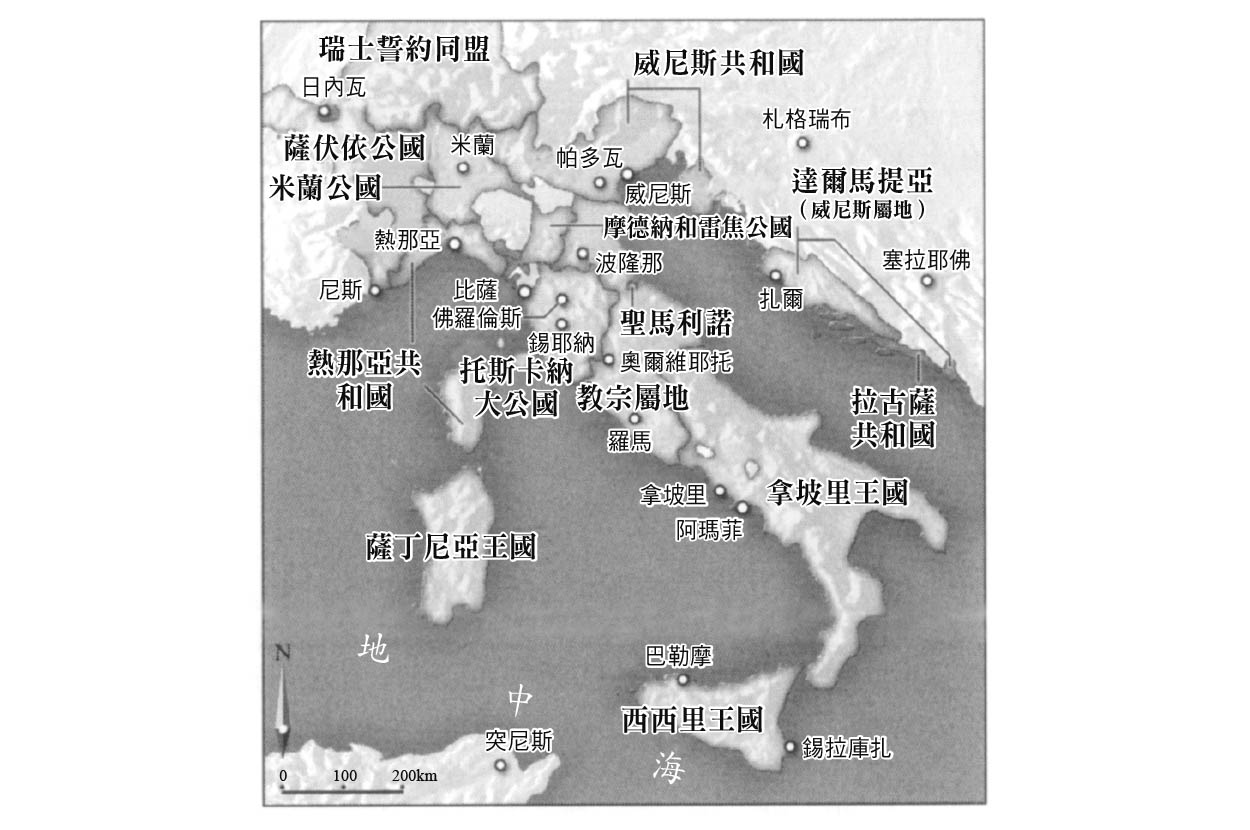 瑞士誓約同盟
日內瓦
威尼斯共和國
札格瑞布
薩伏依公國
米蘭
帕多瓦
威尼斯
米蘭公國
達爾馬提亞
（威尼斯屬地）
摩德納和雷焦公國
熱那亞
波隆那
塞拉耶佛
尼斯
比薩
扎爾
佛羅倫斯
聖馬利諾
錫耶納
奧爾維耶托
熱那亞共
和國
托斯卡納
大公國
教宗屬地
拉古薩
共和國
羅馬
拿坡里
拿坡里王國
阿瑪菲
薩丁尼亞王國
地
中
海
巴勒摩
西西里王國
錫拉庫扎
突尼斯
N
0 100 200km